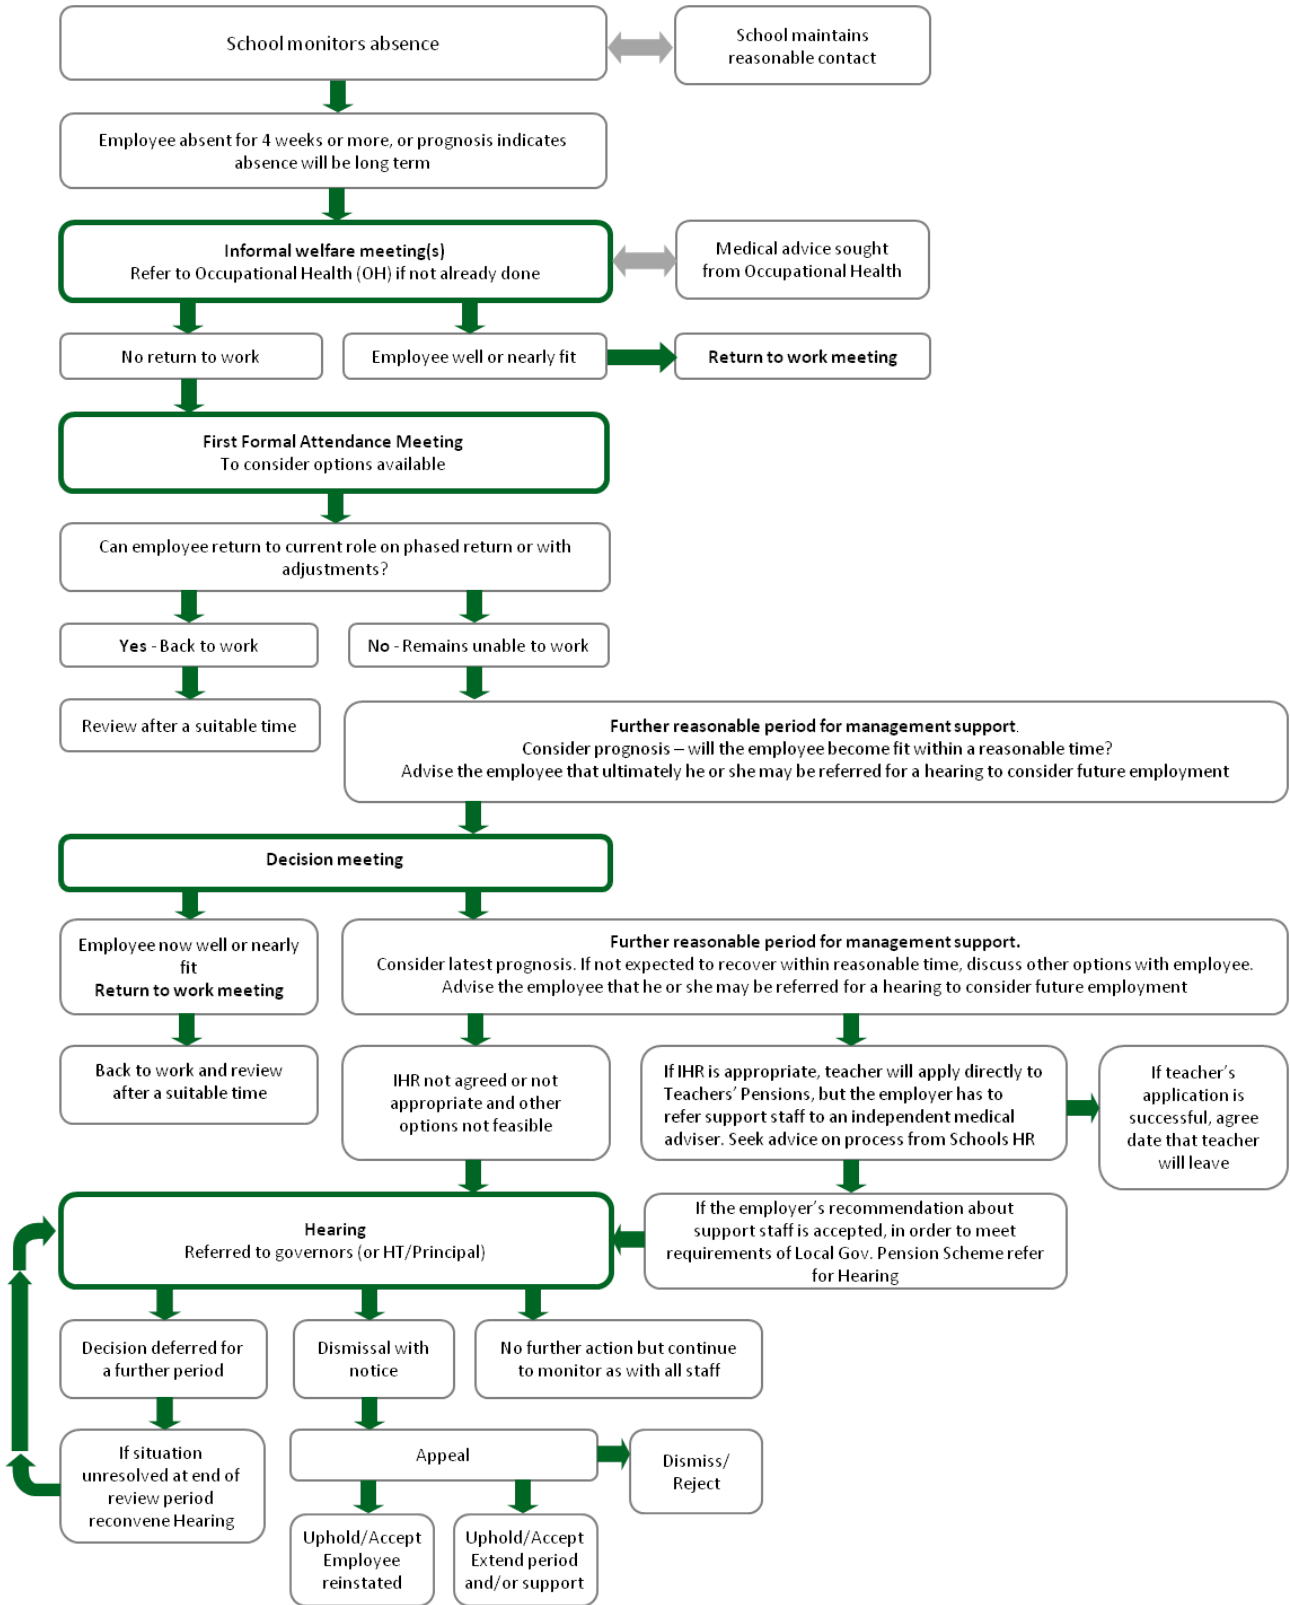 School monitors absence
School maintains
reasonable contact
Employee absent for 4 weeks or more, or prognosis indicates
absence will be long term
Informal welfare meeting(s)
Refer to Occupational Health (OH) if not already done
Medical advice sought
from Occupational Health
No return to work
Employee well or nearly fit
Return to work meeting
First Formal Attendance Meeting
To consider options available
Can employee return to current role on phased return or with
adjustments?
Yes - Back to work
No - Remains unable to work
Review after a suitable time
Further reasonable period for management support.
Consider prognosis – will the employee become fit within a reasonable time?
Advise the employee that ultimately he or she may be referred for a hearing to consider future employment
Decision meeting
Employee now well or nearly
fit
Return to work meeting
Further reasonable period for management support.
Consider latest prognosis. If not expected to recover within reasonable time, discuss other options with employee.
Advise the employee that he or she may be referred for a hearing to consider future employment
Back to work and review
after a suitable time
IHR not agreed or not
appropriate and other
options not feasible
If IHR is appropriate, teacher will apply directly to
Teachers' Pensions, but the employer has to
refer support staff to an independent medical
adviser. Seek advice on process from Schools HR
If teacher's
application is
successful, agree
date that teacher
will leave
Hearing
Referred to governors (or HT/Principal)
If the employer's recommendation about
support staff is accepted, in order to meet
requirements of Local Gov. Pension Scheme refer
for Hearing
Decision deferred for
a further period
Dismissal with
notice
No further action but continue
to monitor as with all staff
If situation
unresolved at end of
review period
reconvene Hearing
Appeal
Dismiss/
Reject
Uphold/Accept
Employee
reinstated
Uphold/Accept
Extend period
and/or support